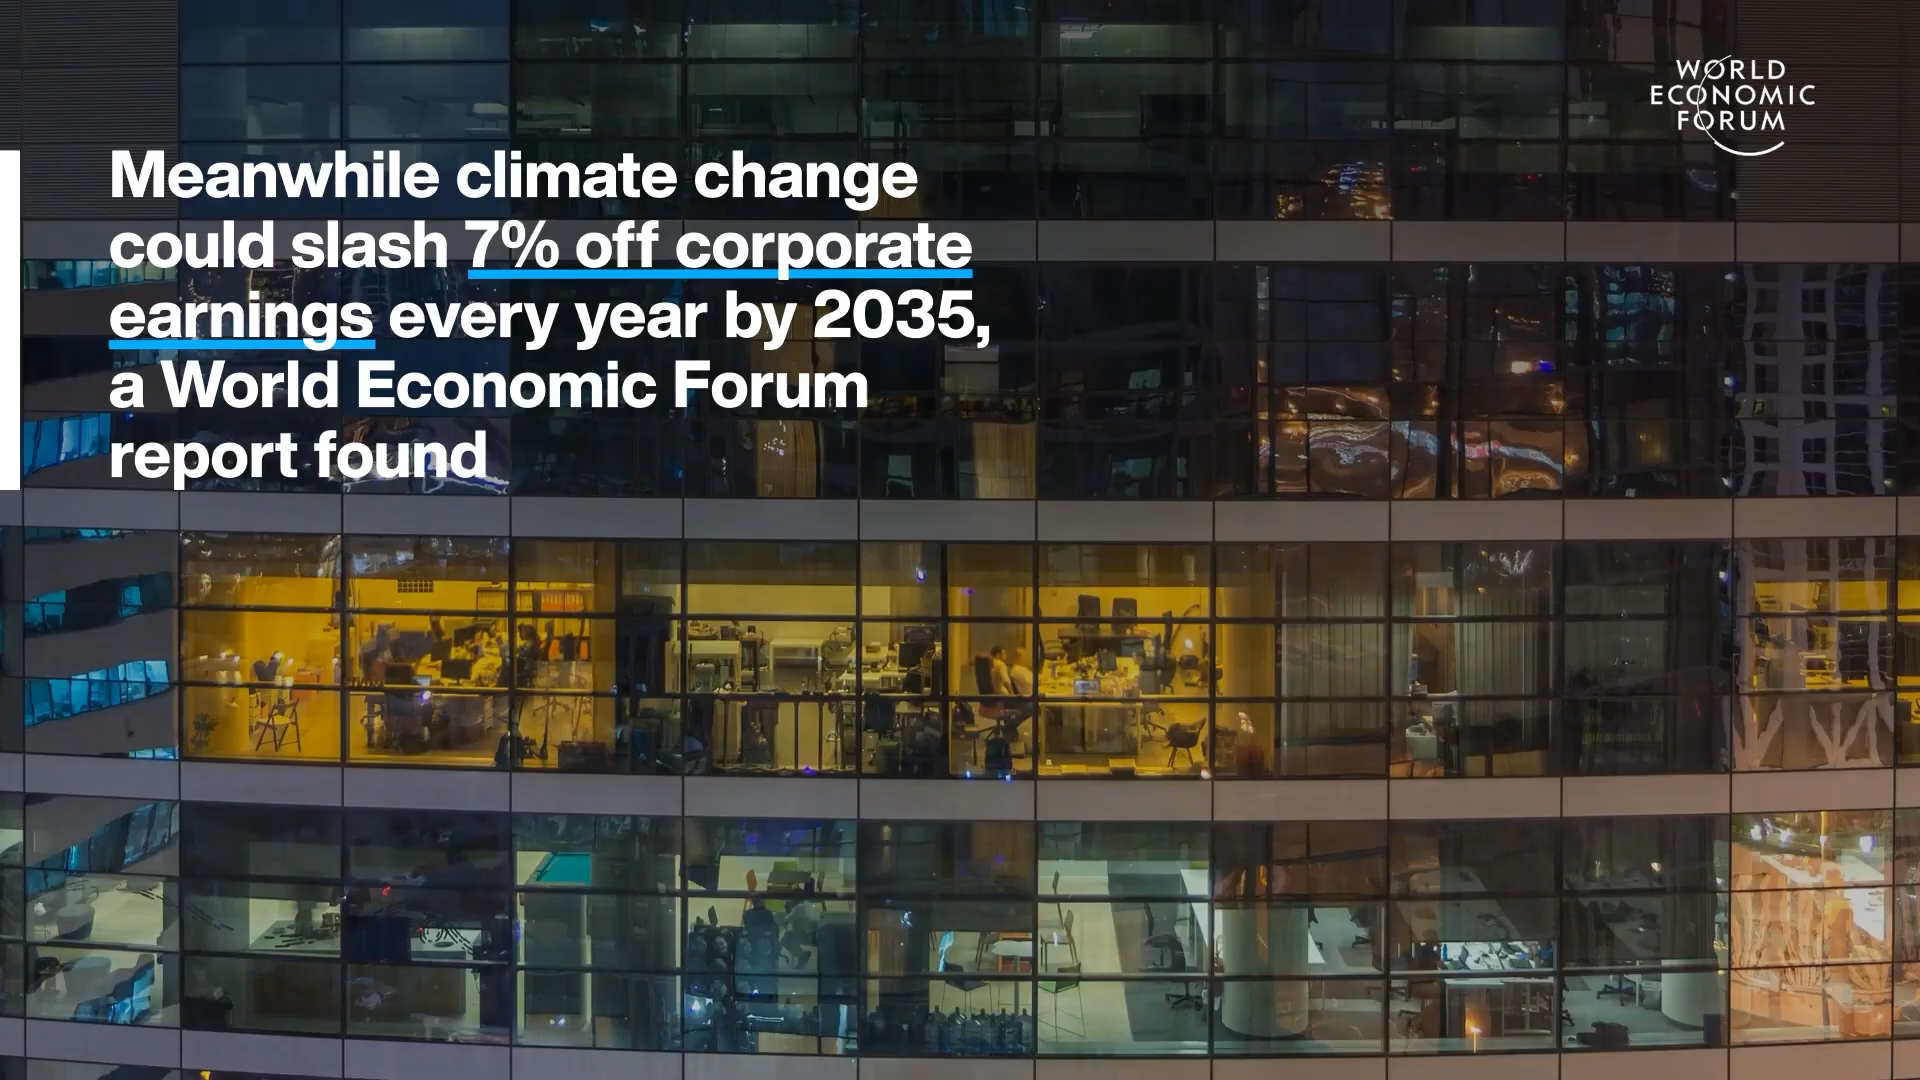 WORLD
ECONOMIC
FORUM
Meanwhile climate change
could slash 7% off corporate
earnings every year by 2035,
a World Economic Forum
report found